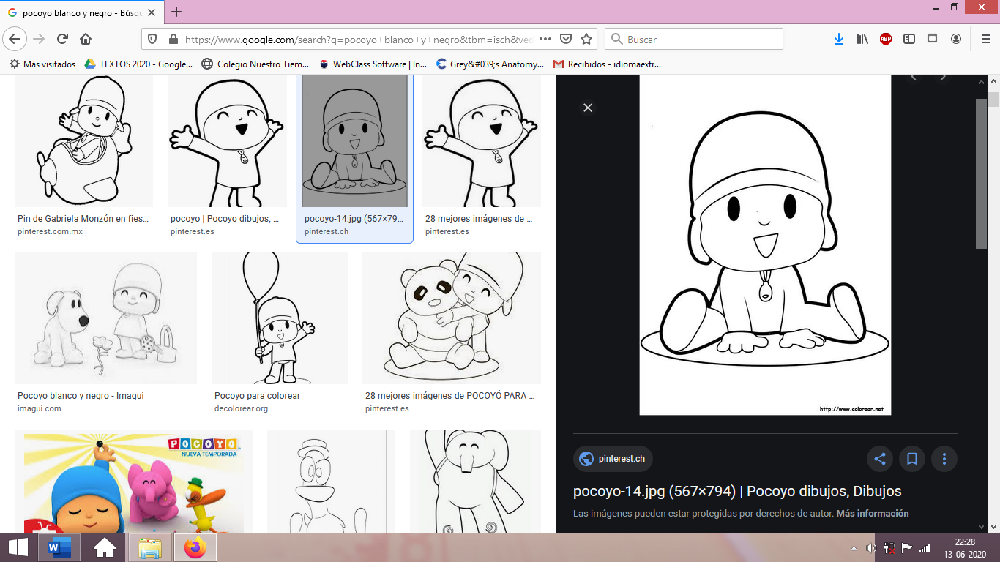 pocoyo blanco y negro - Búsqu
https://www.google.com/search?q=pocoyo+blanco+y+negro&tbm=isch&vec
Buscar
Más visitados
TEXTOS 2020 - Google...
Colegio Nuestro Tiem...
WebClass Software | In...
Grey&#039;s Anatomy...
Recibidos - idiomaextr...
Pin de Gabriela Monzón en fies...
pinterest.com.mx
pocoyo | Pocoyo dibujos, ...
pinterest.es
pocoyo-14.jpg (567×79...
pinterest.ch
28 mejores imágenes de ...
pinterest.es
Pocoyo blanco y negro - Imagui
imagui.com
Pocoyo para colorear
decolorear.org
28 mejores imágenes de POCOYÓ PARA ...
pinterest.es
POCOYO
NUEVA TEMPORADA
http://www.colorear.net
pinterest.ch
pocoyo-14.jpg (567×794) | Pocoyo dibujos, Dibujos
Las imágenes pueden estar protegidas por derechos de autor. Más información
22:28
13-06-2020
ABP
W